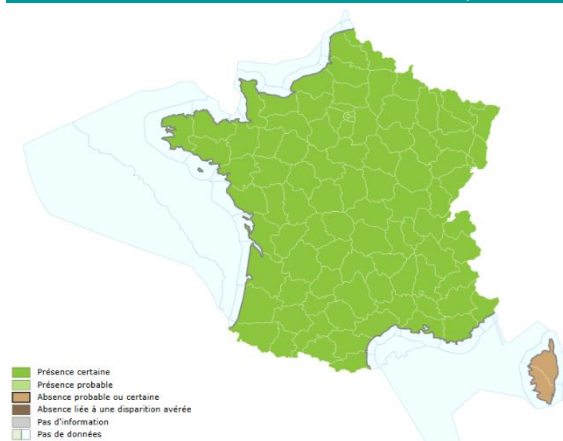 Présence certaine
Présence probable
Absence probable ou certaine
Absence liée à une disparition avérée
Pas d'information
Pas de données